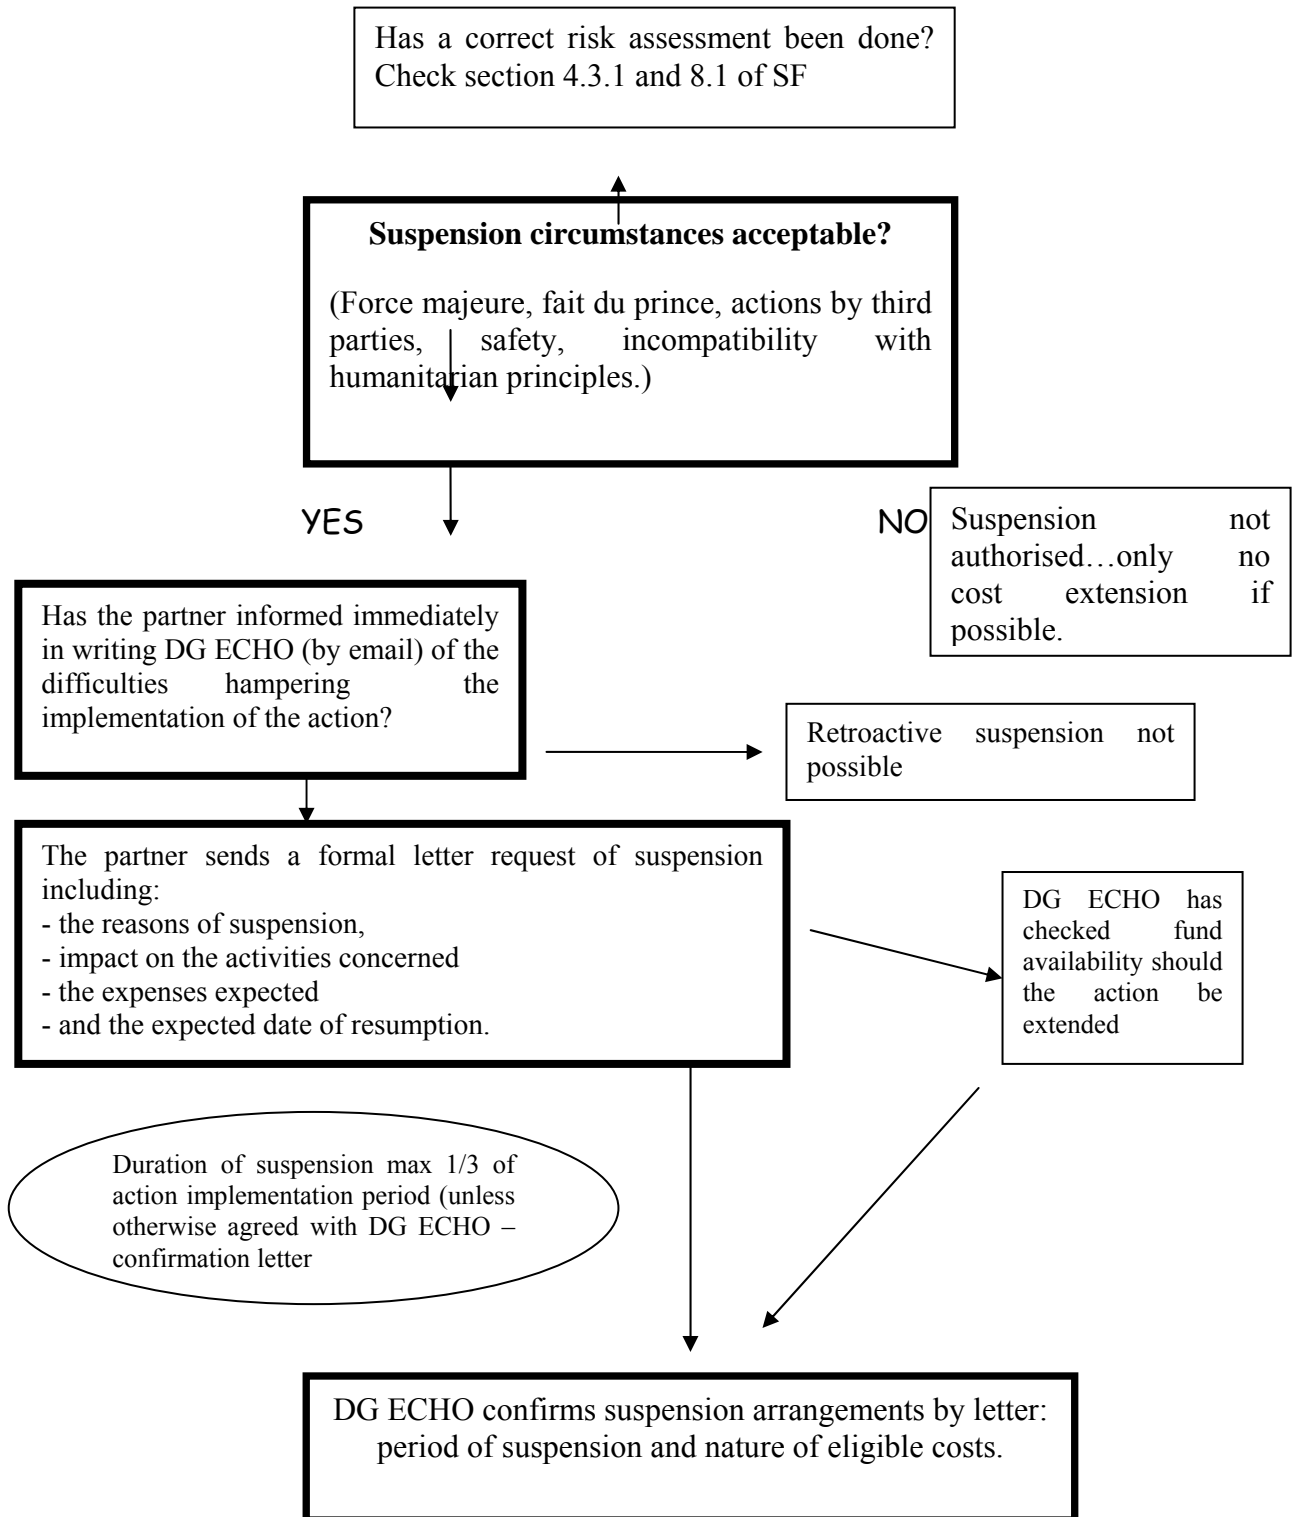 Has a correct risk assessment been done?
Check section 4.3.1 and 8.1 of SF
Suspension circumstances acceptable?
(Force majeure, fait du prince, actions by third
parties, safety, incompatibility with
humanitarian principles.)
YES
NO
Suspension not
authorised…only no
cost extension if
possible.
Has the partner informed immediately
in writing DG ECHO (by email) of the
difficulties hampering the
implementation of the action?
Retroactive suspension not
possible
The partner sends a formal letter request of suspension
including:
- the reasons of suspension,
- impact on the activities concerned
- the expenses expected
- and the expected date of resumption.
DG ECHO has
checked fund
availability should
the action be
extended
Duration of suspension max 1/3 of
action implementation period (unless
otherwise agreed with DG ECHO –
confirmation letter
DG ECHO confirms suspension arrangements by letter:
period of suspension and nature of eligible costs.